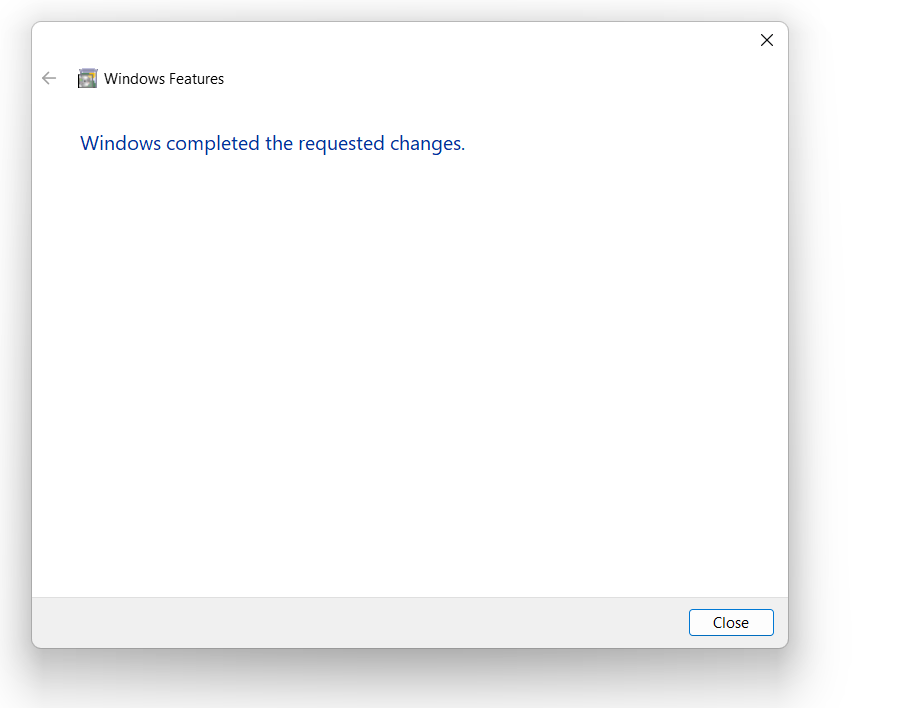 Windows Features
Windows completed the requested changes.
Close